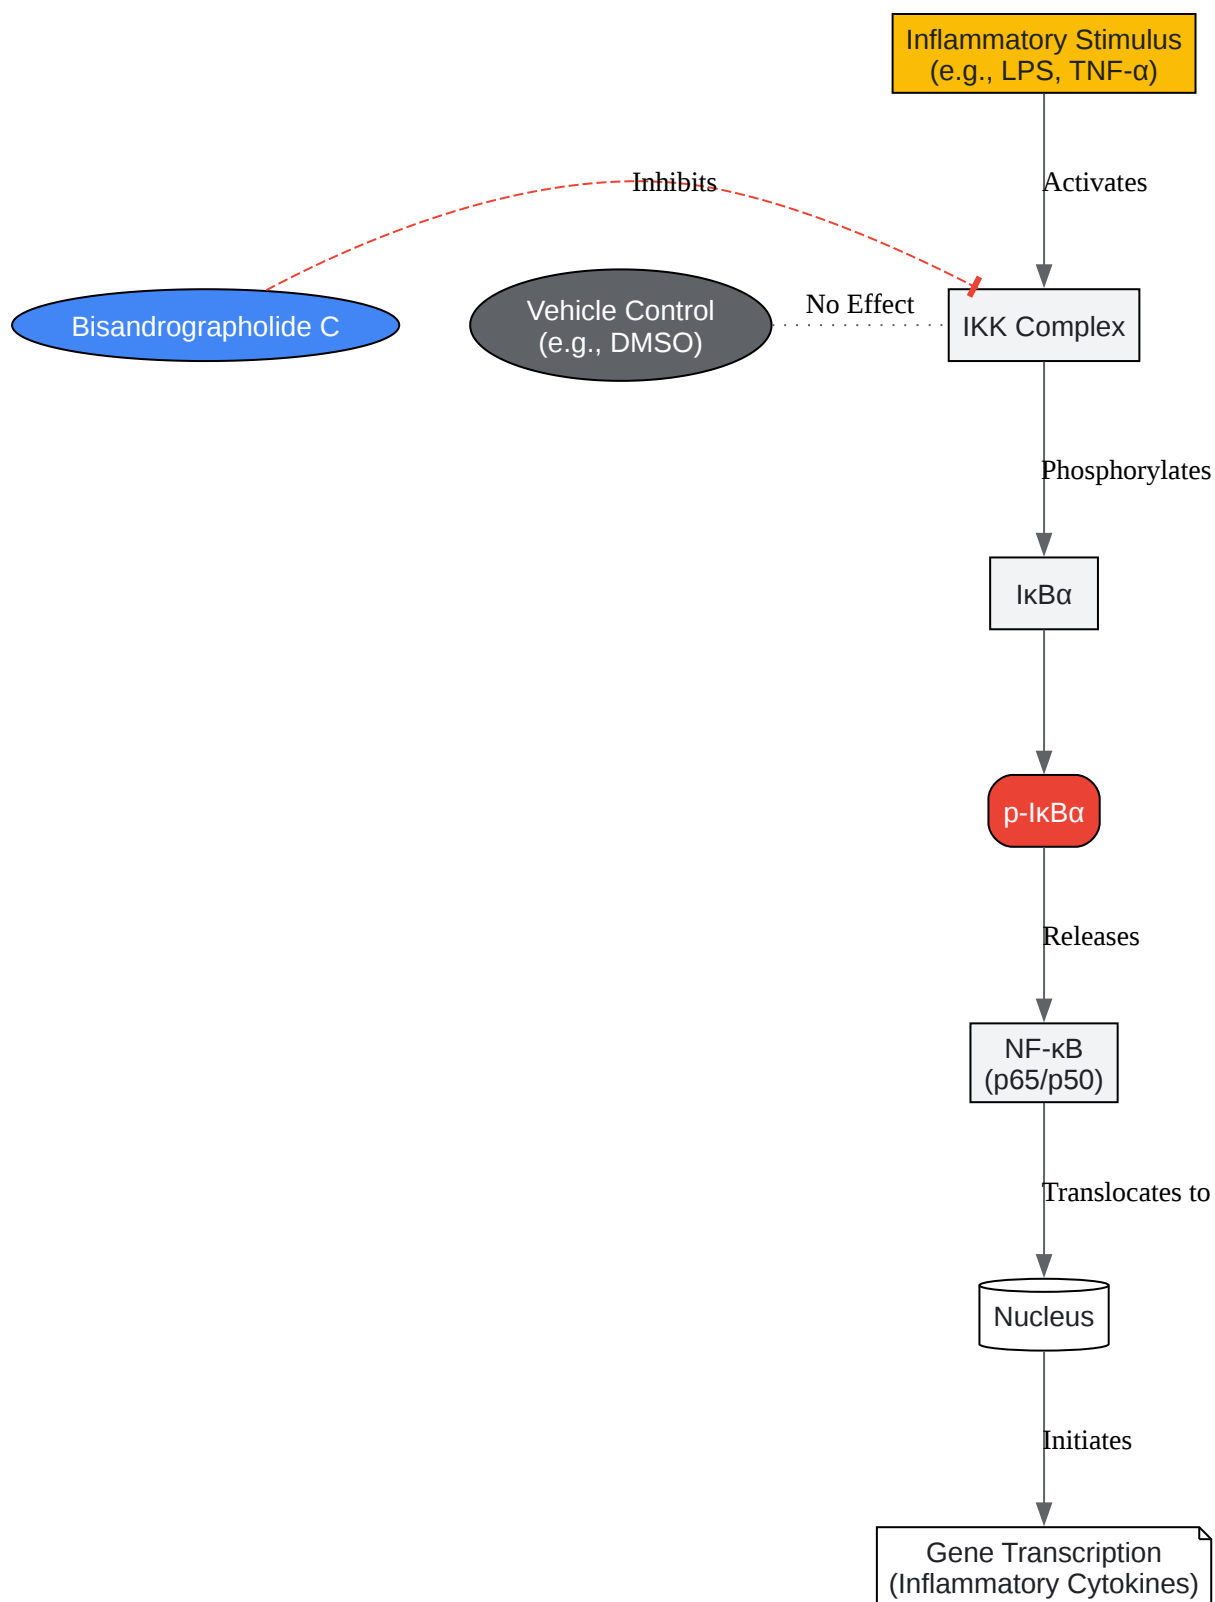 Inflammatory Stimulus
(e.g., LPS, TNF-α)
Inhibits
Activates
Bisandrographolide C
Vehicle Control
(e.g., DMSO)
No Effect
IKK Complex
Phosphorylates
IκBα
p-IκBα
Releases
NF-κB
(p65/p50)
Translocates to
Nucleus
Initiates
Gene Transcription
(Inflammatory Cytokines)